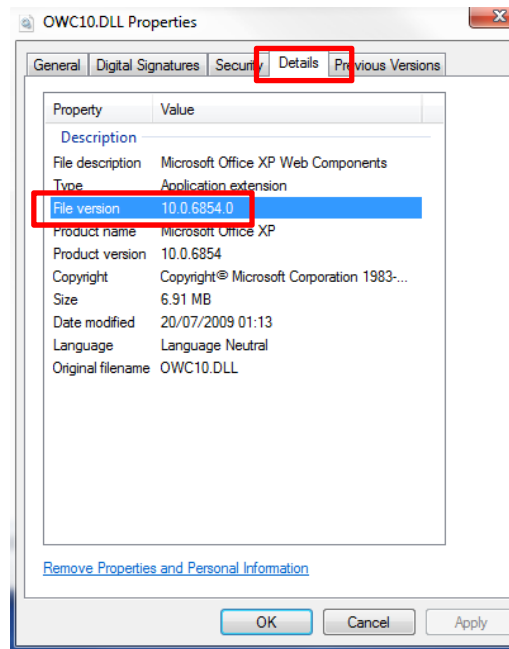 OWC10.DLL Properties
General Digital Signatures Security Details Previous Versions
Property Value
Description
File description Microsoft Office XP Web Components
Type Application extension
File version 10.0.6854.0
Product name Microsoft Office XP
Product version 10.0.6854
Copyright Copyright© Microsoft Corporation 1983-...
Size 6.91 MB
Date modified 20/07/2009 01:13
Language Language Neutral
Original filename OWC10.DLL
Remove Properties and Personal Information
OK Cancel Apply